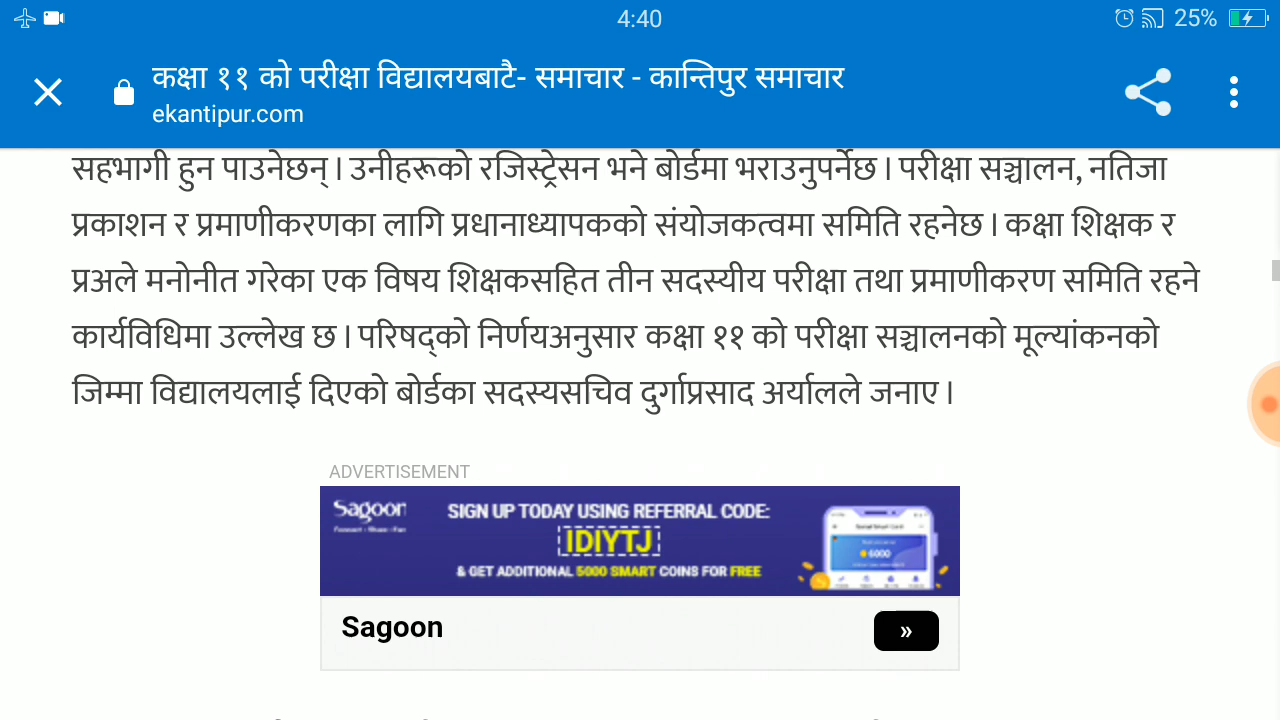 4:40
25%
कक्षा ११ को परीक्षा विद्यालयबाटै- समाचार - कान्तिपुर समाचार
ekantipur.com
सहभागी हुन पाउनेछन् । उनीहरूको रजिस्ट्रेसन भने बोर्डमा भराउनुपर्नेछ । परीक्षा सञ्चालन, नतिजा
प्रकाशन र प्रमाणीकरणका लागि प्रधानाध्यापकको संयोजकत्वमा समिति रहनेछ । कक्षा शिक्षक र
प्रअले मनोनीत गरेका एक विषय शिक्षकसहित तीन सदस्यीय परीक्षा तथा प्रमाणीकरण समिति रहने
कार्यविधिमा उल्लेख छ । परिषद्को निर्णयअनुसार कक्षा ११ को परीक्षा सञ्चालनको मूल्यांकनको
जिम्मा विद्यालयलाई दिएको बोर्डका सदस्यसचिव दुर्गाप्रसाद अर्यालले जनाए ।
ADVERTISEMENT
Sagoon
SIGN UP TODAY USING REFERRAL CODE:
IDIYTJ
& GET ADDITIONAL 5000 SMART COINS FOR FREE
6000
Sagoon
»